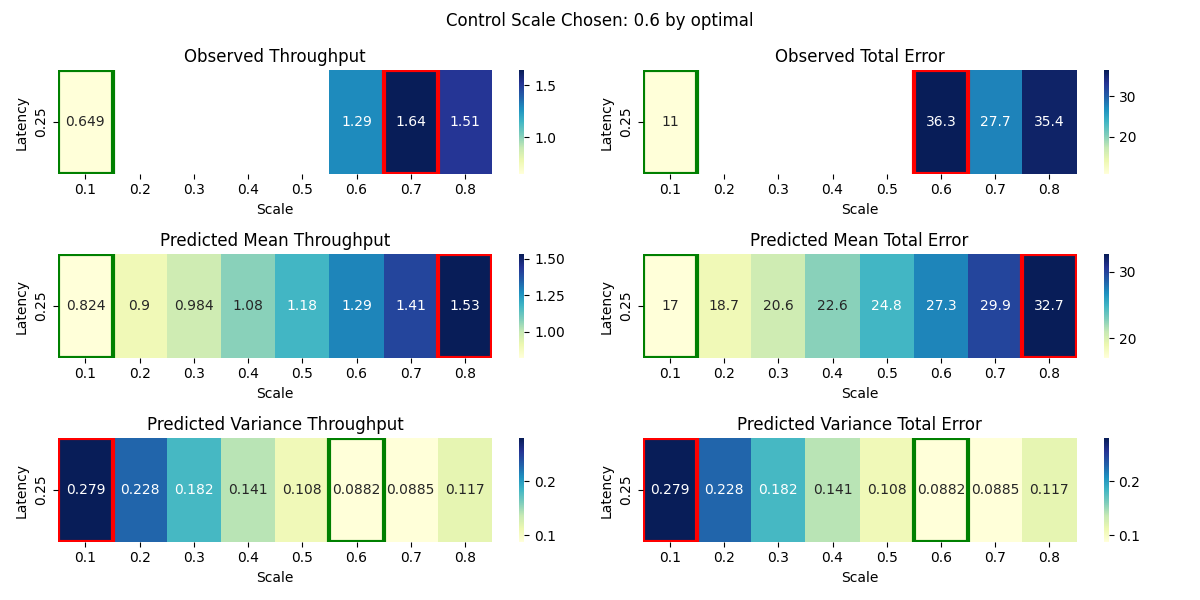 Control Scale Chosen: 0.6 by optimal
Observed Throughput
Latency
0.25
0.649 1.29 1.64 1.51
0.1 0.2 0.3 0.4 0.5 0.6 0.7 0.8
Scale
1.5
1.0
Observed Total Error
Latency
0.25
11 36.3 27.7 35.4
0.1 0.2 0.3 0.4 0.5 0.6 0.7 0.8
Scale
30
20
Predicted Mean Throughput
Latency
0.25
0.824 0.9 0.984 1.08 1.18 1.29 1.41 1.53
0.1 0.2 0.3 0.4 0.5 0.6 0.7 0.8
Scale
1.50
1.25
1.00
Predicted Mean Total Error
Latency
0.25
17 18.7 20.6 22.6 24.8 27.3 29.9 32.7
0.1 0.2 0.3 0.4 0.5 0.6 0.7 0.8
Scale
30
20
Predicted Variance Throughput
Latency
0.25
0.279 0.228 0.182 0.141 0.108 0.0882 0.0885 0.117
0.1 0.2 0.3 0.4 0.5 0.6 0.7 0.8
Scale
0.2
0.1
Predicted Variance Total Error
Latency
0.25
0.279 0.228 0.182 0.141 0.108 0.0882 0.0885 0.117
0.1 0.2 0.3 0.4 0.5 0.6 0.7 0.8
Scale
0.2
0.1